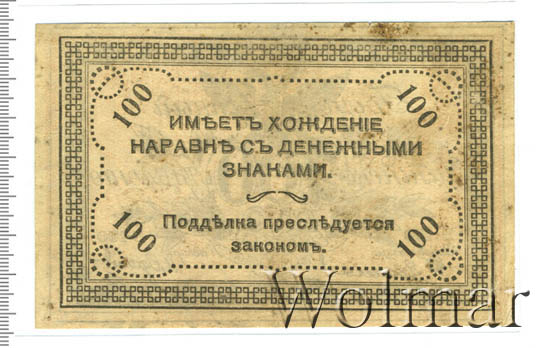 100 100
ИМѢЕТЪ ХОЖДЕНІЕ
НАРАВНѢ СЪ ДЕНЕЖНЫМИ
ЗНАКАМИ.
Поддѣлка преслѣдуется
закономъ.
100 100
Wolmar